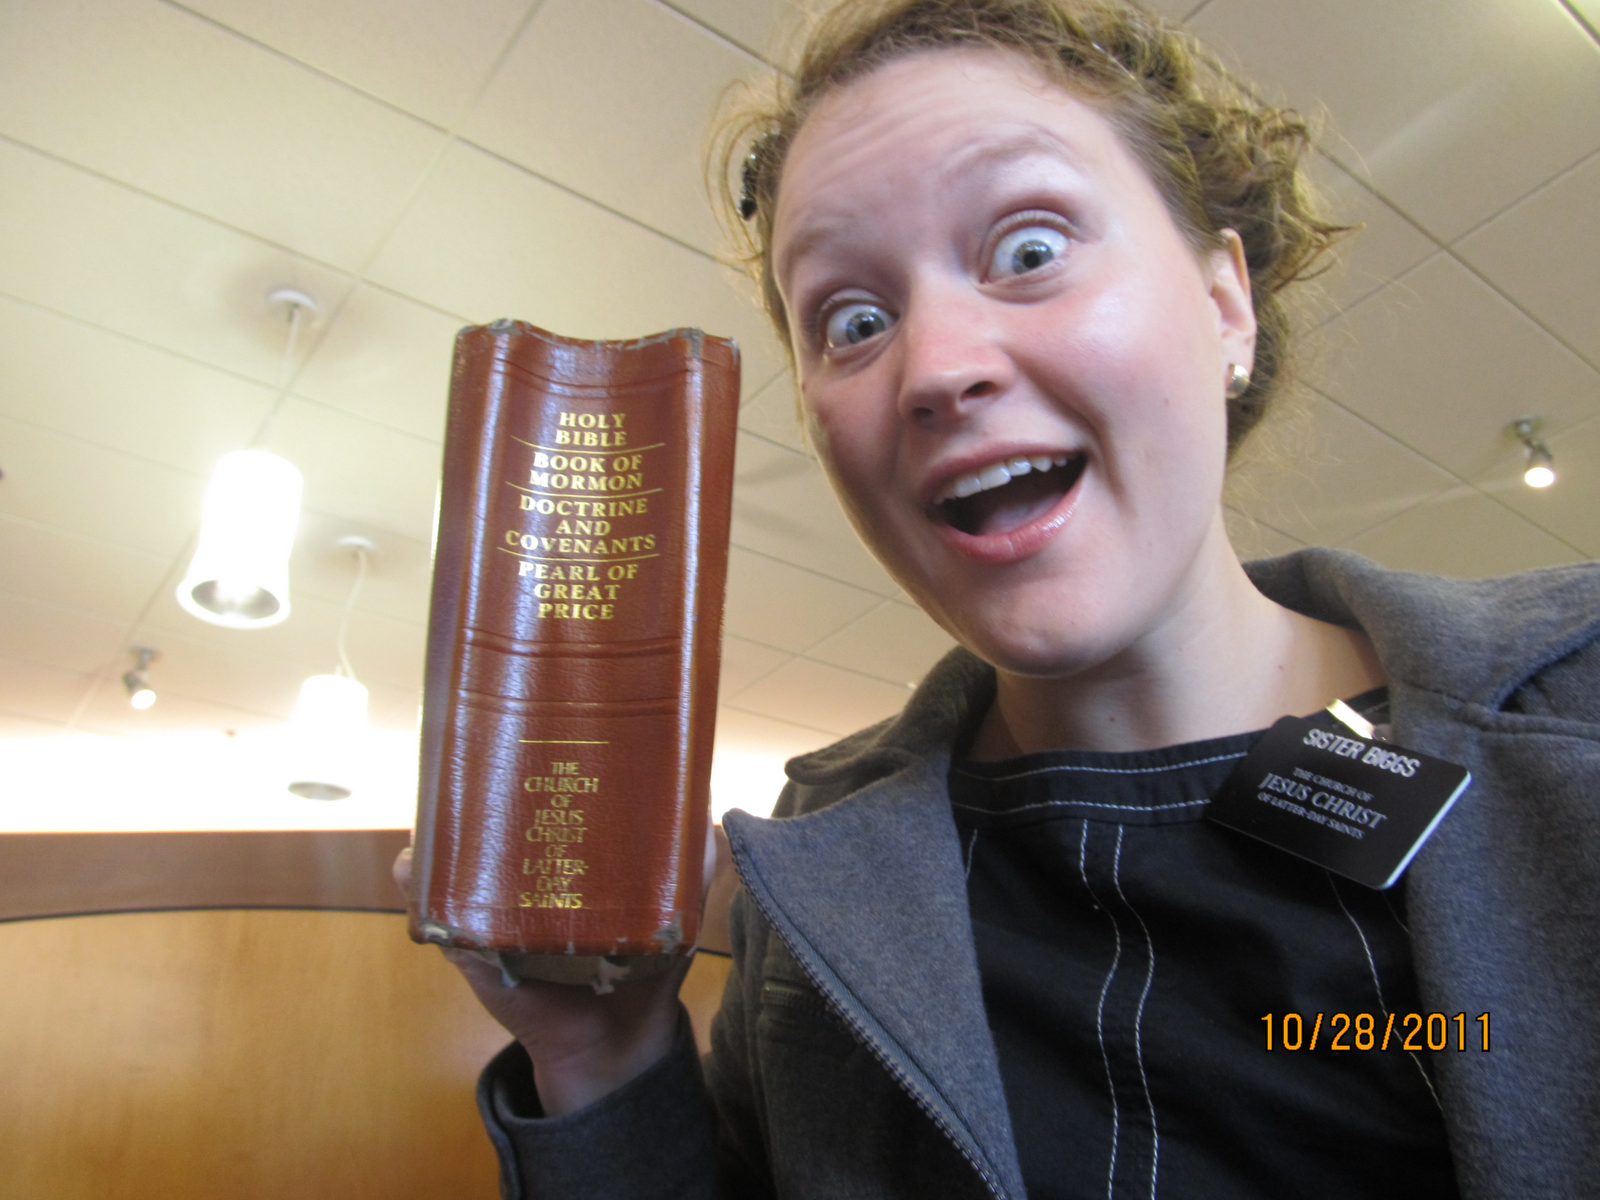 HOLY
BIBLE
BOOK OF
MORMON
DOCTRINE
AND
COVENANTS
PEARL OF
GREAT
PRICE
THE
CHURCH
OF
JESUS
CHRIST
OF
LATTER-
DAY
SAINTS
SISTER BIGGS
THE CHURCH OF
JESUS CHRIST
OF LATTER-DAY SAINTS
10/28/2011